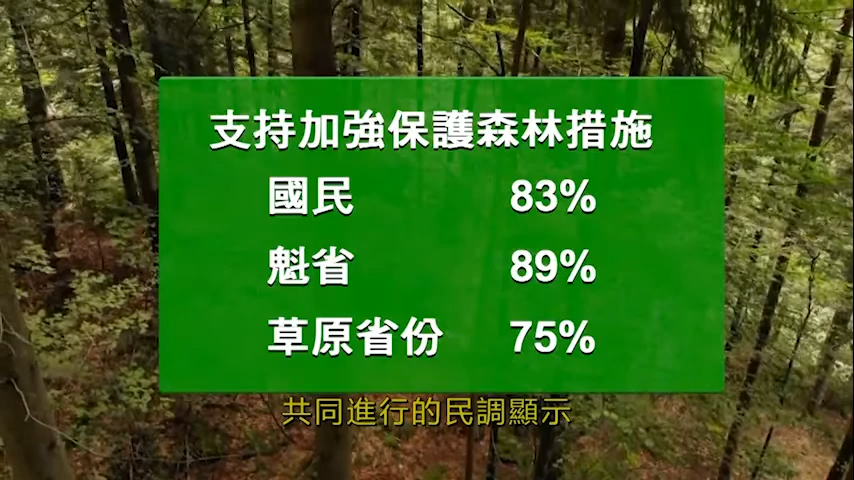 支持加強保護森林措施
國民 83%
魁省 89%
草原省份 75%
共同進行的民調顯示